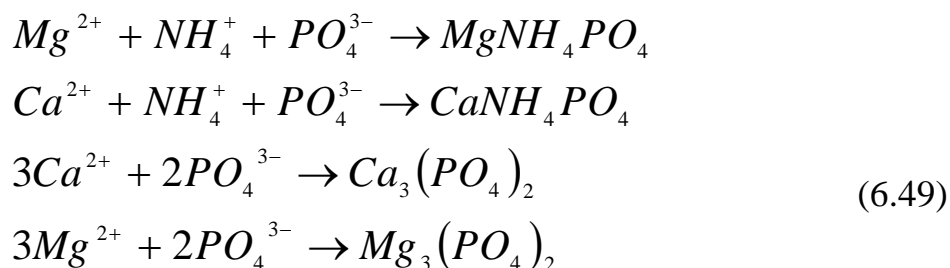 Mg²⁺ + NH₄⁺ + PO₄³⁻ → MgNH₄PO₄
Ca²⁺ + NH₄⁺ + PO₄³⁻ → CaNH₄PO₄
3Ca²⁺ + 2PO₄³⁻ → Ca₃(PO₄)₂
(6.49)
3Mg²⁺ + 2PO₄³⁻ → Mg₃(PO₄)₂